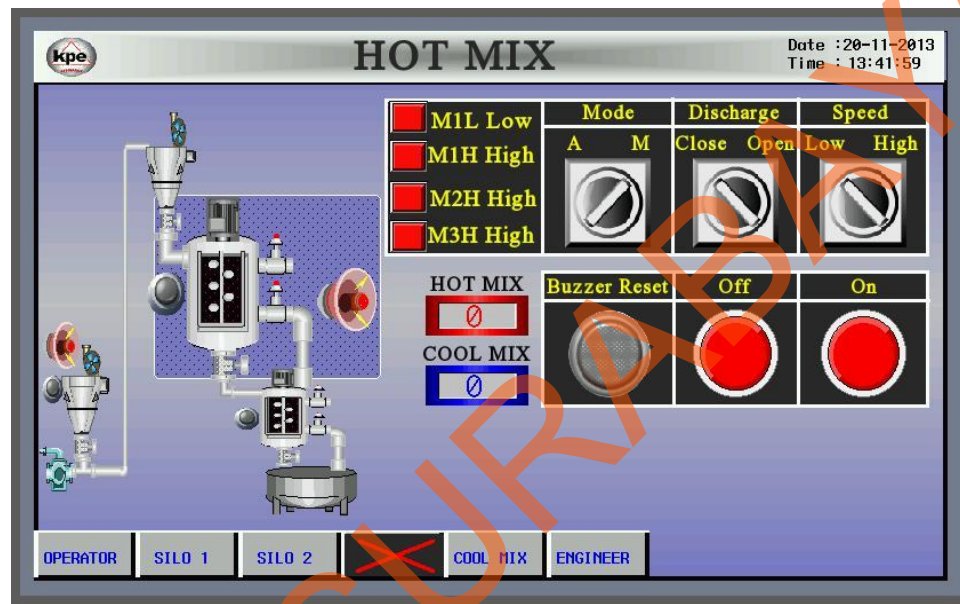 kpe
HOT MIX
Date :20-11-2013
Time : 13:41:59
M1L Low
M1H High
M2H High
M3H High
Mode
A M
Discharge
Close Open
Speed
Low High
HOT MIX
0
COOL MIX
0
Buzzer Reset
Off
On
OPERATOR
SILO 1
SILO 2
COOL MIX
ENGINEER
SURABAY